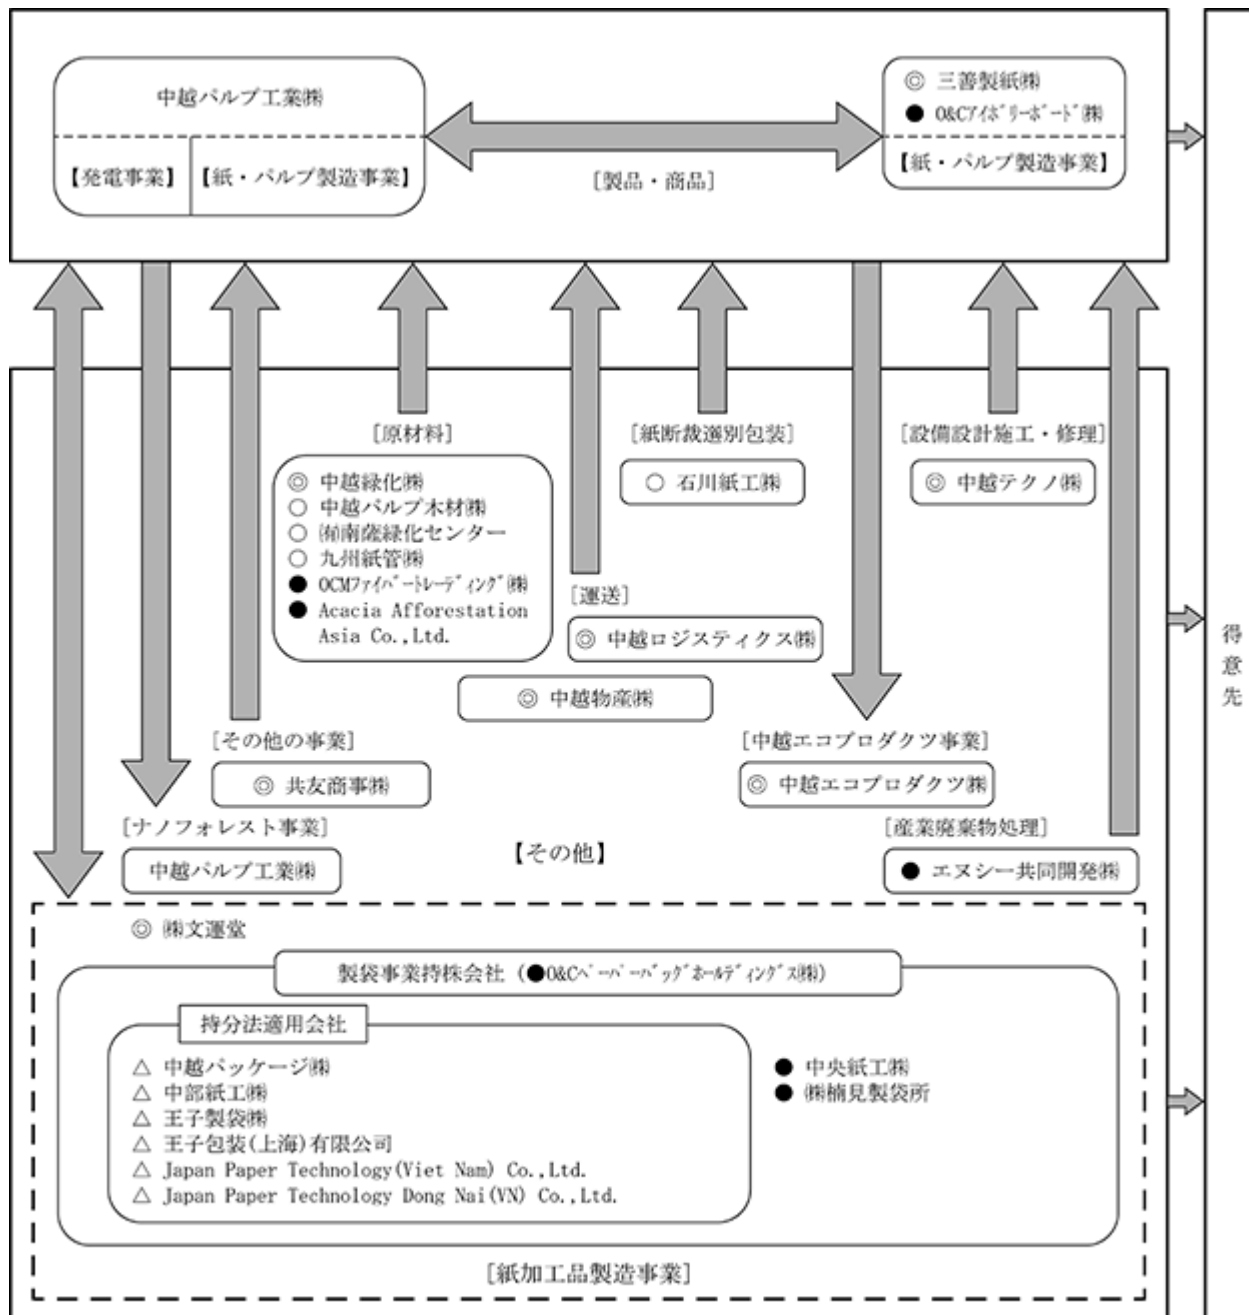 中越パルプ工業㈱
【発電事業】
【紙・パルプ製造事業】
[製品・商品]
◎ 三善製紙㈱
● O&Cｱｲﾎﾞﾘｰﾎﾞｰﾄﾞ㈱
【紙・パルプ製造事業】
得意先
[原材料]
◎ 中越緑化㈱
○ 中越パルプ木材㈱
○ ㈲南薩緑化センター
○ 九州紙管㈱
● OCMﾌｧｲﾊﾞｰﾄﾚｰﾃﾞｨﾝｸﾞ㈱
● Acacia Afforestation
Asia Co.,Ltd.
[紙断裁選別包装]
○ 石川紙工㈱
[設備設計施工・修理]
◎ 中越テクノ㈱
[運送]
◎ 中越ロジスティクス㈱
◎ 中越物産㈱
[その他の事業]
◎ 共友商事㈱
[中越エコプロダクツ事業]
◎ 中越エコプロダクツ㈱
[ナノフォレスト事業]
中越パルプ工業㈱
【その他】
[産業廃棄物処理]
● エヌシー共同開発㈱
◎ ㈱文運堂
製袋事業持株会社（●O&Cﾍﾟｰﾊﾟｰﾊﾞｯｸﾞﾎｰﾙﾃﾞｨﾝｸﾞｽ㈱）
持分法適用会社
△ 中越パッケージ㈱
△ 中部紙工㈱
△ 王子製袋㈱
△ 王子包装(上海)有限公司
△ Japan Paper Technology(Viet Nam) Co.,Ltd.
△ Japan Paper Technology Dong Nai(VN) Co.,Ltd.
● 中央紙工㈱
● ㈱楠見製袋所
[紙加工品製造事業]